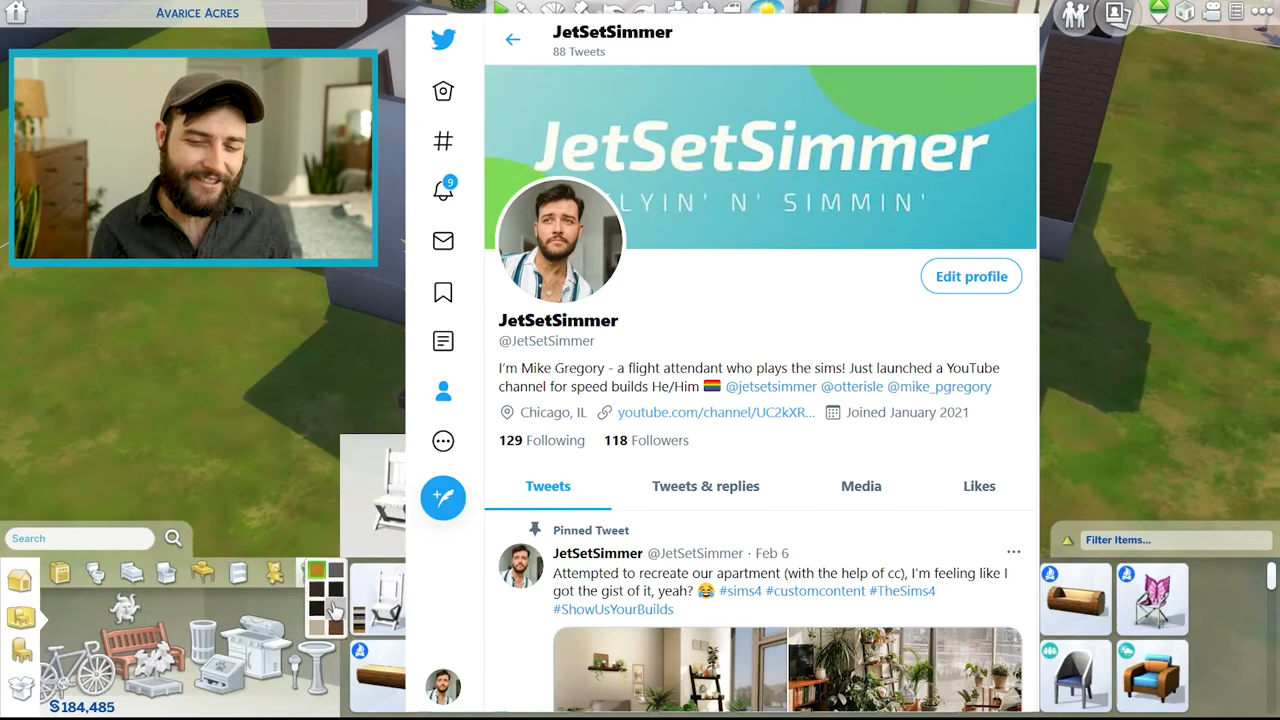 AVARICE ACRES
JetSetSimmer
88 Tweets
JetSetSimmer
LYIN' N' SIMMIN'
9
Edit profile
JetSetSimmer
@JetSetSimmer
I'm Mike Gregory - a flight attendant who plays the sims! Just launched a YouTube
channel for speed builds He/Him 🏳️‍🌈 @jetsetsimmer @otterisle @mike_pgregory
Chicago, IL youtube.com/channel/UC2kXR... Joined January 2021
129 Following 118 Followers
Tweets Tweets & replies Media Likes
Pinned Tweet
JetSetSimmer @JetSetSimmer · Feb 6
Attempted to recreate our apartment (with the help of cc), I'm feeling like I
got the gist of it, yeah? 😂 #sims4 #customcontent #TheSims4
#ShowUsYourBuilds
Search
Filter Items...
§184,485